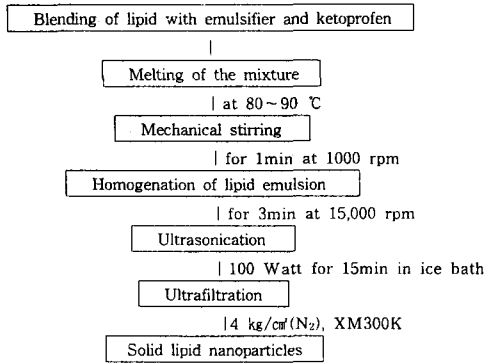 Blending of lipid with emulsifier and ketoprofen
Melting of the mixture
at 80~90 ℃
Mechanical stirring
for 1min at 1000 rpm
Homogenation of lipid emulsion
for 3min at 15,000 rpm
Ultrasonication
100 Watt for 15min in ice bath
Ultrafiltration
4 kg/㎠(N₂), XM300K
Solid lipid nanoparticles